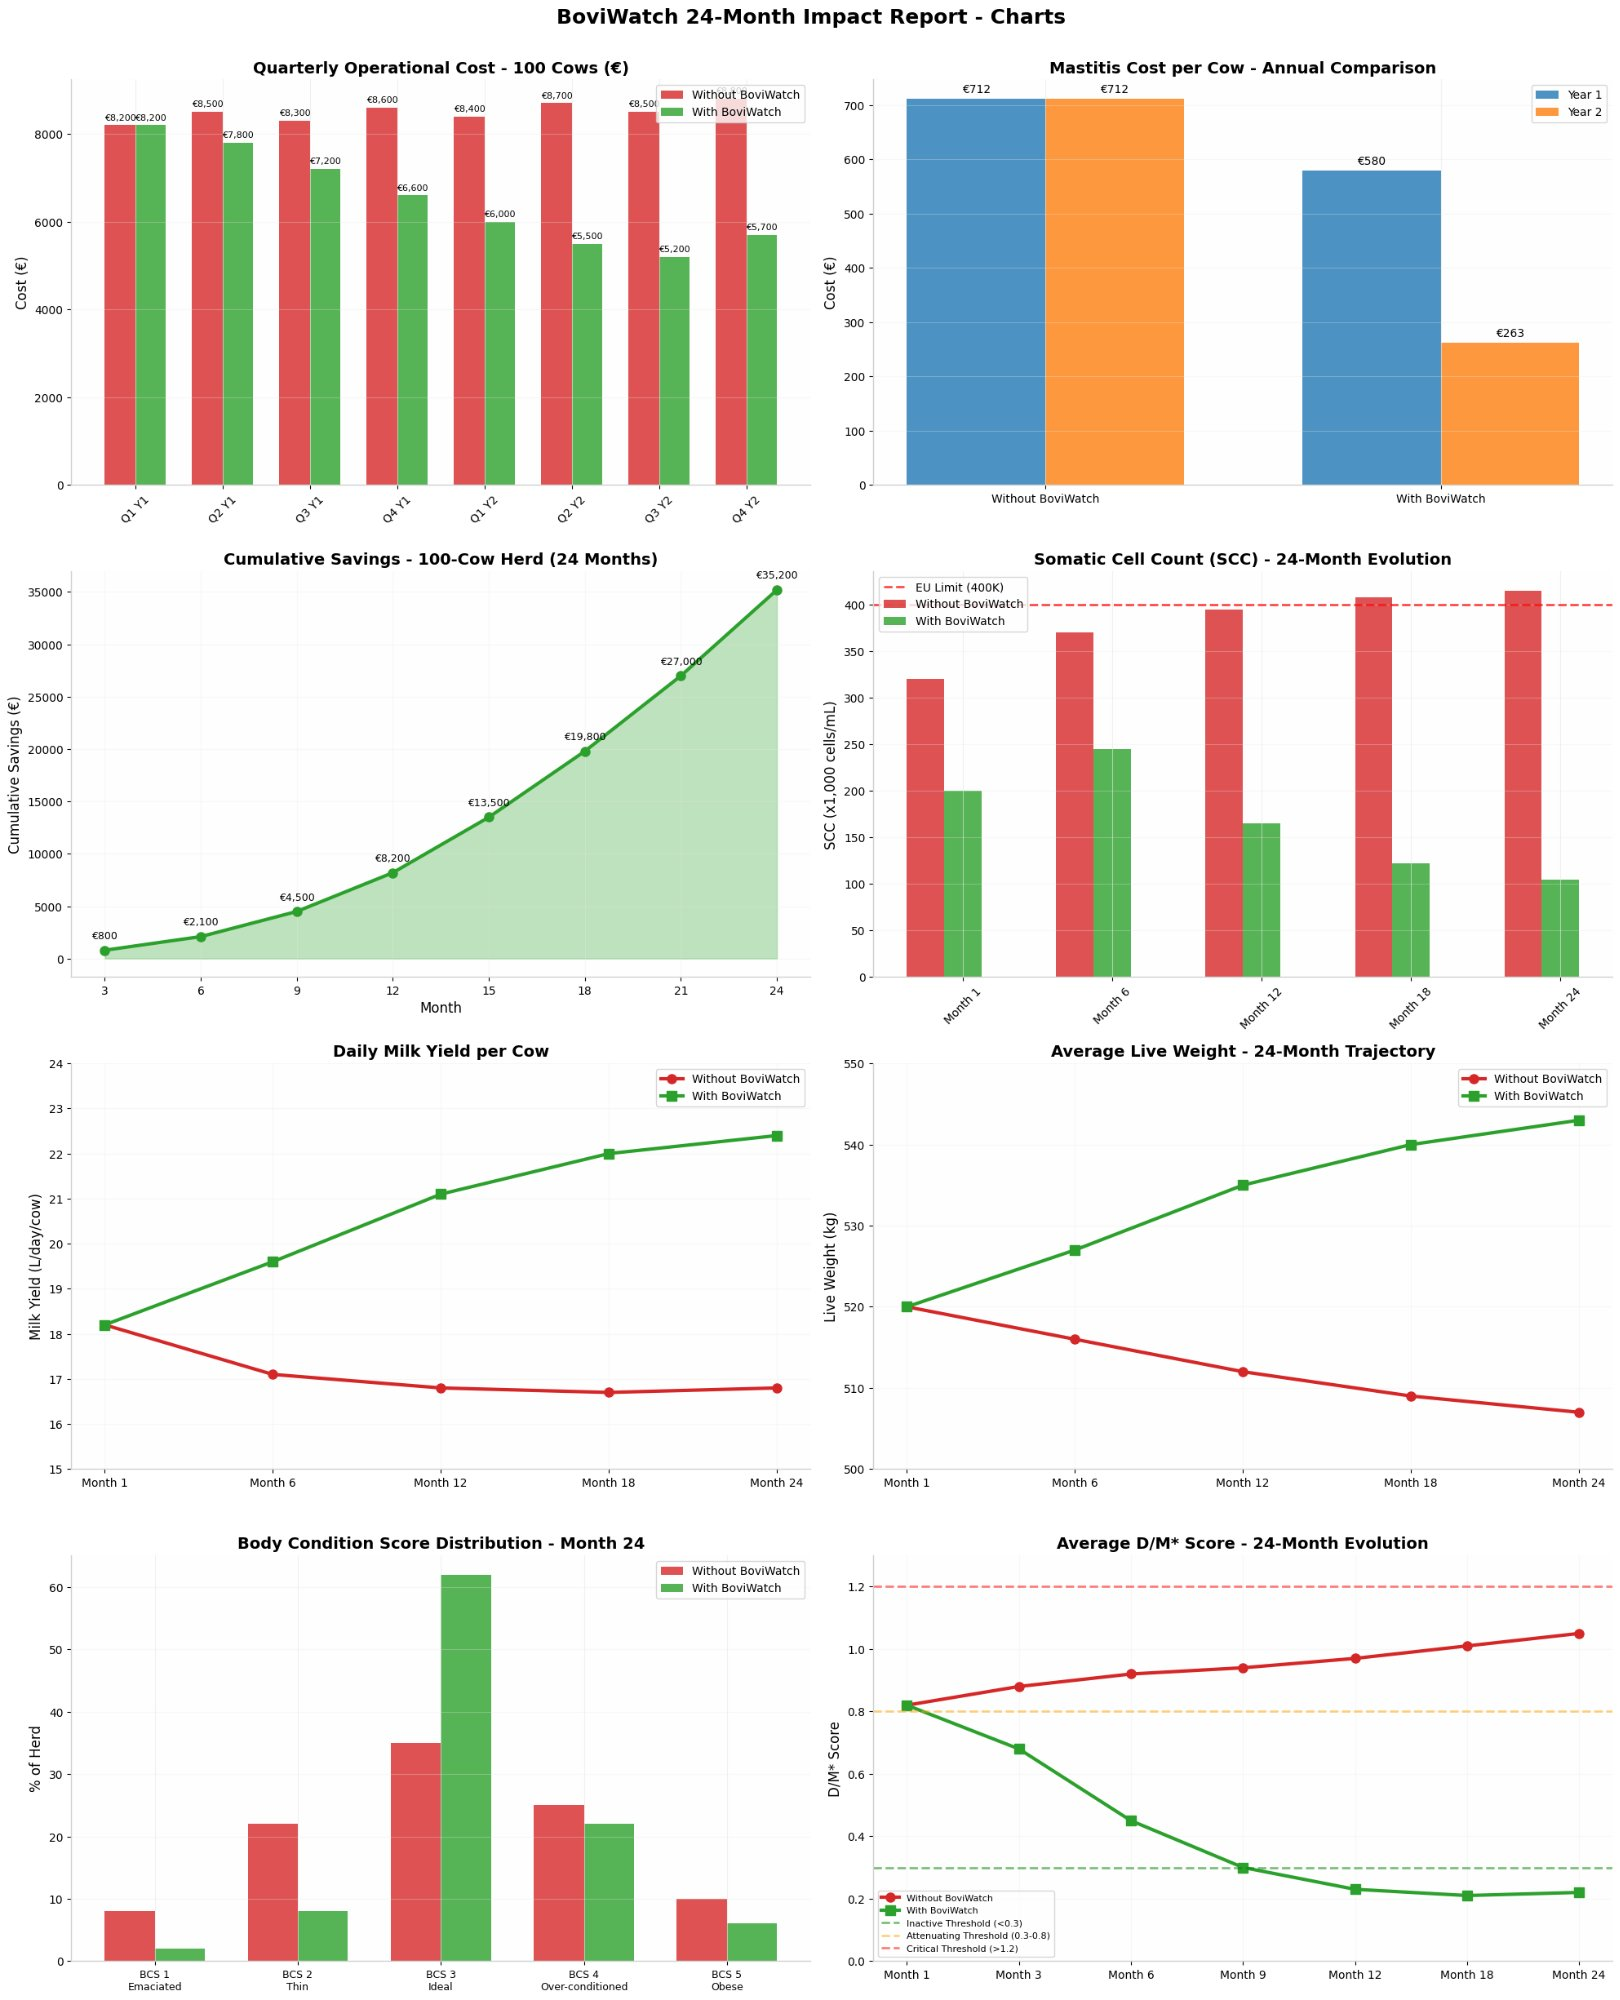 BoviWatch 24-Month Impact Report - Charts
Quarterly Operational Cost - 100 Cows (€)
Cost (€)
8000
6000
4000
2000
0
€8,200
€8,200
€8,500
€7,800
€8,300
€7,200
€8,600
€6,600
€8,400
€6,000
€8,700
€5,500
€8,500
€5,200
€5,700
Without BoviWatch
With BoviWatch
Q1 Y1
Q2 Y1
Q3 Y1
Q4 Y1
Q1 Y2
Q2 Y2
Q3 Y2
Q4 Y2
Mastitis Cost per Cow - Annual Comparison
Cost (€)
700
600
500
400
300
200
100
0
€712
€712
€580
€263
Year 1
Year 2
Without BoviWatch
With BoviWatch
Cumulative Savings - 100-Cow Herd (24 Months)
Cumulative Savings (€)
35000
30000
25000
20000
15000
10000
5000
0
€800
€2,100
€4,500
€8,200
€13,500
€19,800
€27,000
€35,200
3
6
9
12
15
18
21
24
Month
Somatic Cell Count (SCC) - 24-Month Evolution
SCC (x1,000 cells/mL)
400
350
300
250
200
150
100
50
0
EU Limit (400K)
Without BoviWatch
With BoviWatch
Month 1
Month 6
Month 12
Month 18
Month 24
Daily Milk Yield per Cow
Milk Yield (L/day/cow)
24
23
22
21
20
19
18
17
16
15
Without BoviWatch
With BoviWatch
Month 1
Month 6
Month 12
Month 18
Month 24
Average Live Weight - 24-Month Trajectory
Live Weight (kg)
550
540
530
520
510
500
Without BoviWatch
With BoviWatch
Month 1
Month 6
Month 12
Month 18
Month 24
Body Condition Score Distribution - Month 24
% of Herd
60
50
40
30
20
10
0
Without BoviWatch
With BoviWatch
BCS 1
Emaciated
BCS 2
Thin
BCS 3
Ideal
BCS 4
Over-conditioned
BCS 5
Obese
Average D/M* Score - 24-Month Evolution
D/M* Score
1.2
1.0
0.8
0.6
0.4
0.2
0.0
Without BoviWatch
With BoviWatch
Inactive Threshold (<0.3)
Attenuating Threshold (0.3-0.8)
Critical Threshold (>1.2)
Month 1
Month 3
Month 6
Month 9
Month 12
Month 18
Month 24